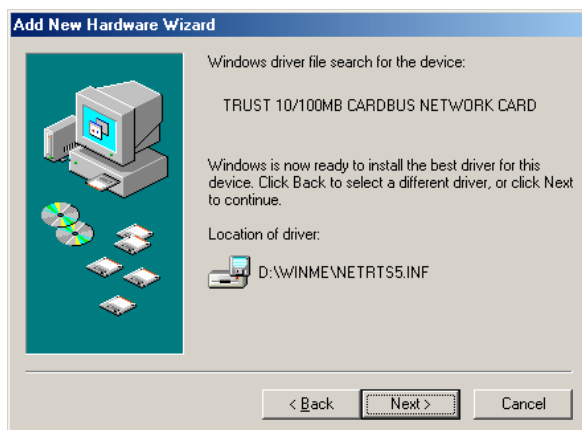 Add New Hardware Wizard
Windows driver file search for the device:
TRUST 10/100MB CARDBUS NETWORK CARD
Windows is now ready to install the best driver for this
device. Click Back to select a different driver, or click Next
to continue.
Location of driver:
D:\WINME\NETRTS5.INF
< Back
Next >
Cancel